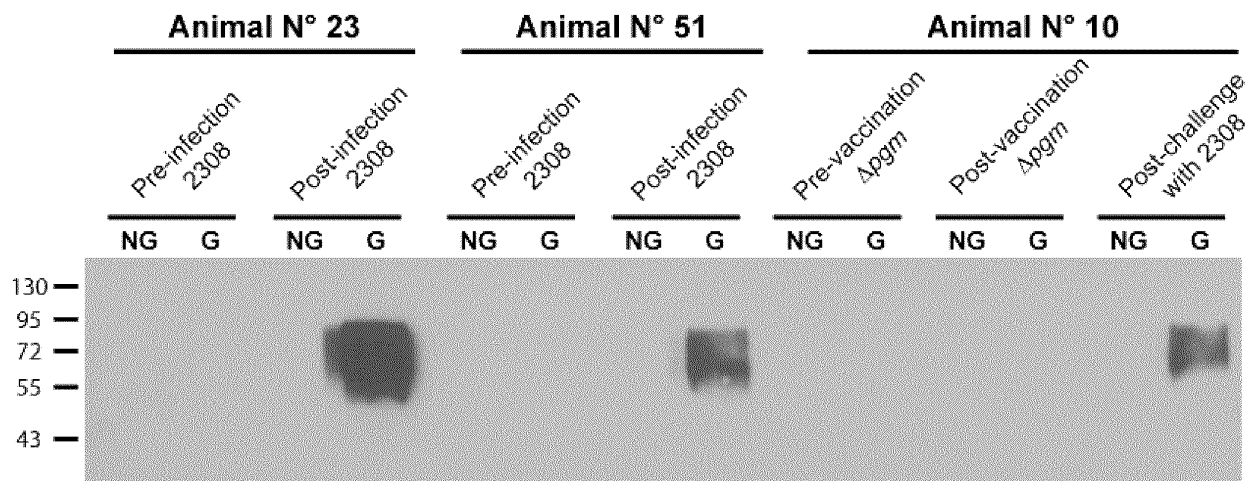 Animal N° 23
Animal N° 51
Animal N° 10
Pre-infection
2308
Post-infection
2308
Pre-infection
2308
Post-infection
2308
Pre-vaccination
Δpgm
Post-vaccination
Δpgm
Post-challenge
with 2308
NG G NG G NG G NG G NG G NG G NG G
130
95
72
55
43